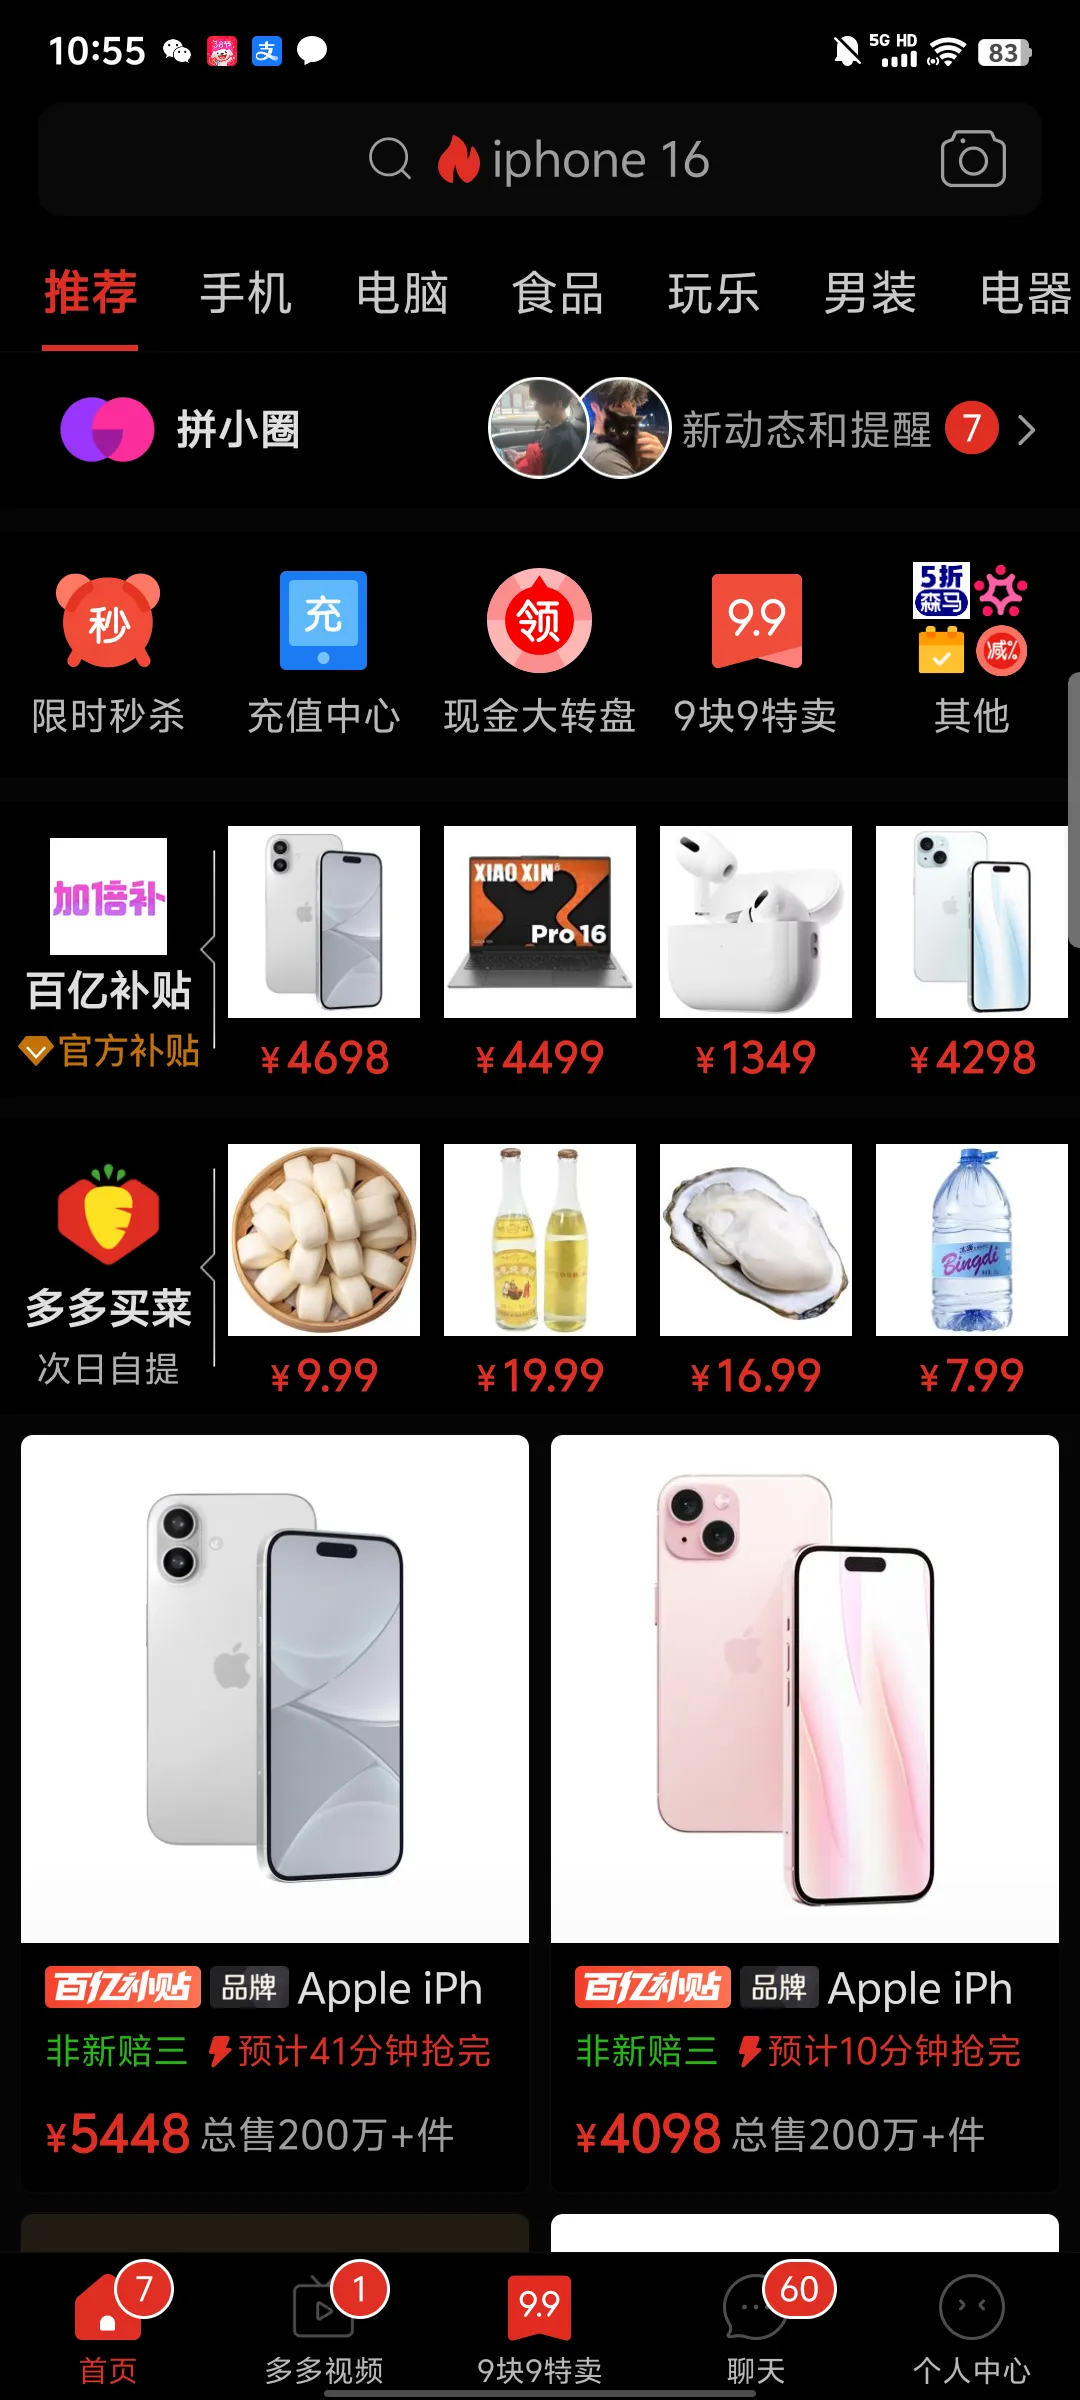 10:55
5G HD
83
iphone 16
推荐 手机 电脑 食品 玩乐 男装 电器
拼小圈 新动态和提醒 7
秒 充 领 9.9 5折 森马 减%
限时秒杀 充值中心 现金大转盘 9块9特卖 其他
加1倍补
XIAO XIN
Pro 16
百亿补贴
官方补贴
¥4698 ¥4499 ¥1349 ¥4298
Bingdi
多多买菜
次日自提
¥9.99 ¥19.99 ¥16.99 ¥7.99
百亿补贴 品牌 Apple iPh
非新赔三 预计41分钟抢完
¥5448 总售200万+件
百亿补贴 品牌 Apple iPh
非新赔三 预计10分钟抢完
¥4098 总售200万+件
7 1 9.9 60
首页 多多视频 9块9特卖 聊天 个人中心